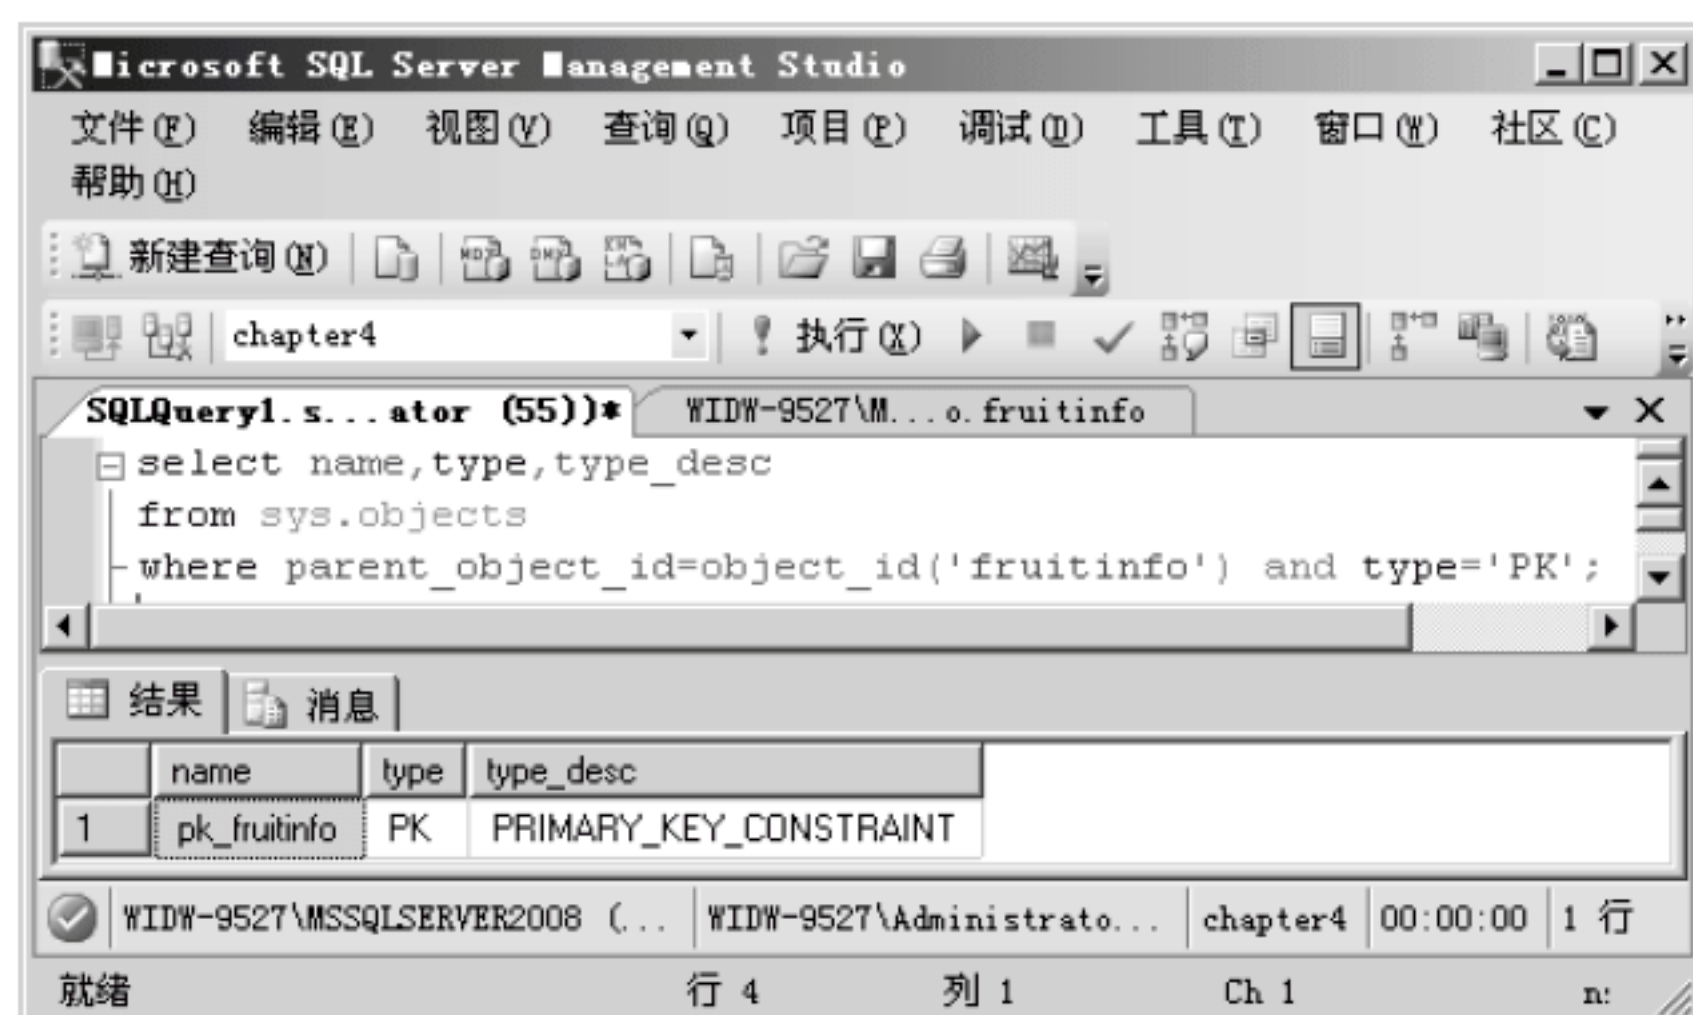 Microsoft SQL Server Management Studio
文件(F) 编辑(E) 视图(V) 查询(Q) 项目(P) 调试(D) 工具(T) 窗口(W) 社区(C)
帮助(H)
新建查询(N)
chapter4 执行(X)
SQLQuery1.s...ator (55))* WIDW-9527\M...o.fruitinfo
select name,type,type_desc
from sys.objects
where parent_object_id=object_id('fruitinfo') and type='PK';
结果 消息
name type type_desc
1 pk_fruitinfo PK PRIMARY_KEY_CONSTRAINT
WIDW-9527\MSSQLSERVER2008 (... WIDW-9527\Administrato... chapter4 00:00:00 1 行
就绪 行 4 列 1 Ch 1 n: